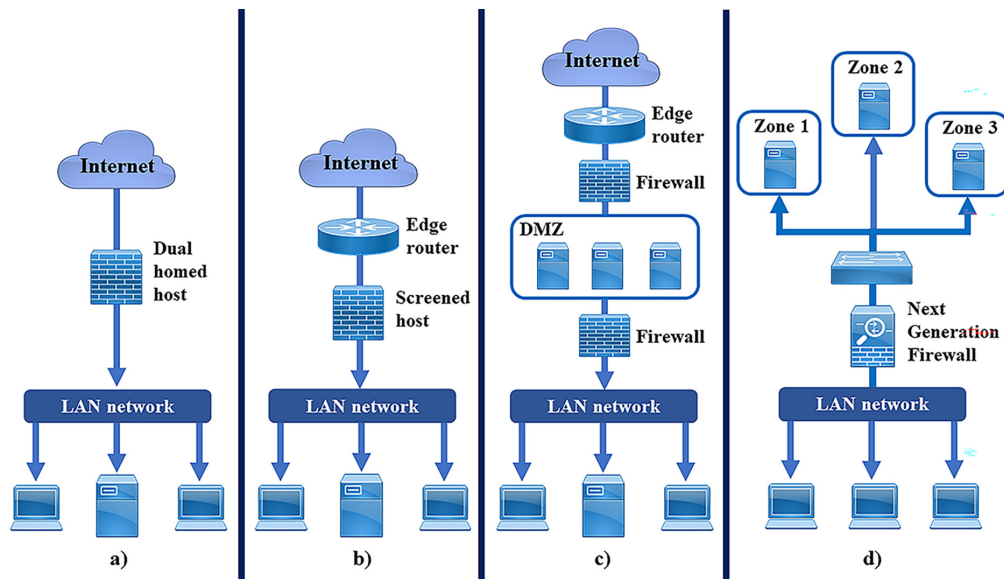 Internet
Dual
homed
host
LAN network
a)
Internet
Edge
router
Screened
host
LAN network
b)
Internet
Edge
router
Firewall
DMZ
Firewall
LAN network
c)
Zone 1
Zone 2
Zone 3
Next
Generation
Firewall
LAN network
d)